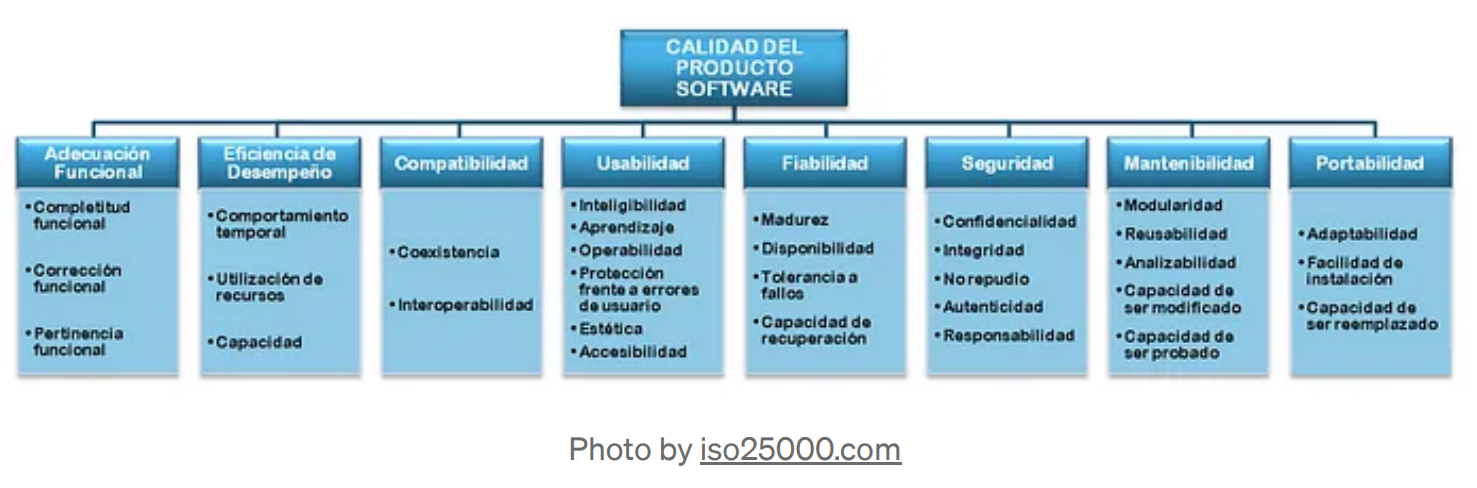 CALIDAD DEL
PRODUCTO
SOFTWARE
Adecuación
Funcional
•Completitud
funcional
•Corrección
funcional
•Pertinencia
funcional
Eficiencia de
Desempeño
•Comportamiento
temporal
•Utilización de
recursos
•Capacidad
Compatibilidad
•Coexistencia
•Interoperabilidad
Usabilidad
•Inteligibilidad
•Aprendizaje
•Operabilidad
•Protección
frente a errores
de usuario
•Estética
•Accesibilidad
Fiabilidad
•Madurez
•Disponibilidad
•Tolerancia a
fallos
•Capacidad de
recuperación
Seguridad
•Confidencialidad
•Integridad
•No repudio
•Autenticidad
•Responsabilidad
Mantenibilidad
•Modularidad
•Reusabilidad
•Analizabilidad
•Capacidad de
ser modificado
•Capacidad de
ser probado
Portabilidad
•Adaptabilidad
•Facilidad de
instalación
•Capacidad de
ser reemplazado
Photo by iso25000.com